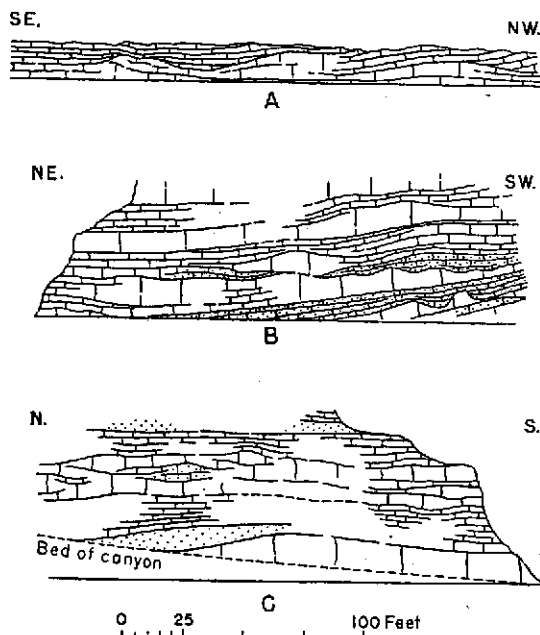 SE. NW.
A
NE. SW.
B
N. S.
Bed of canyon
C
0 25 100 Feet